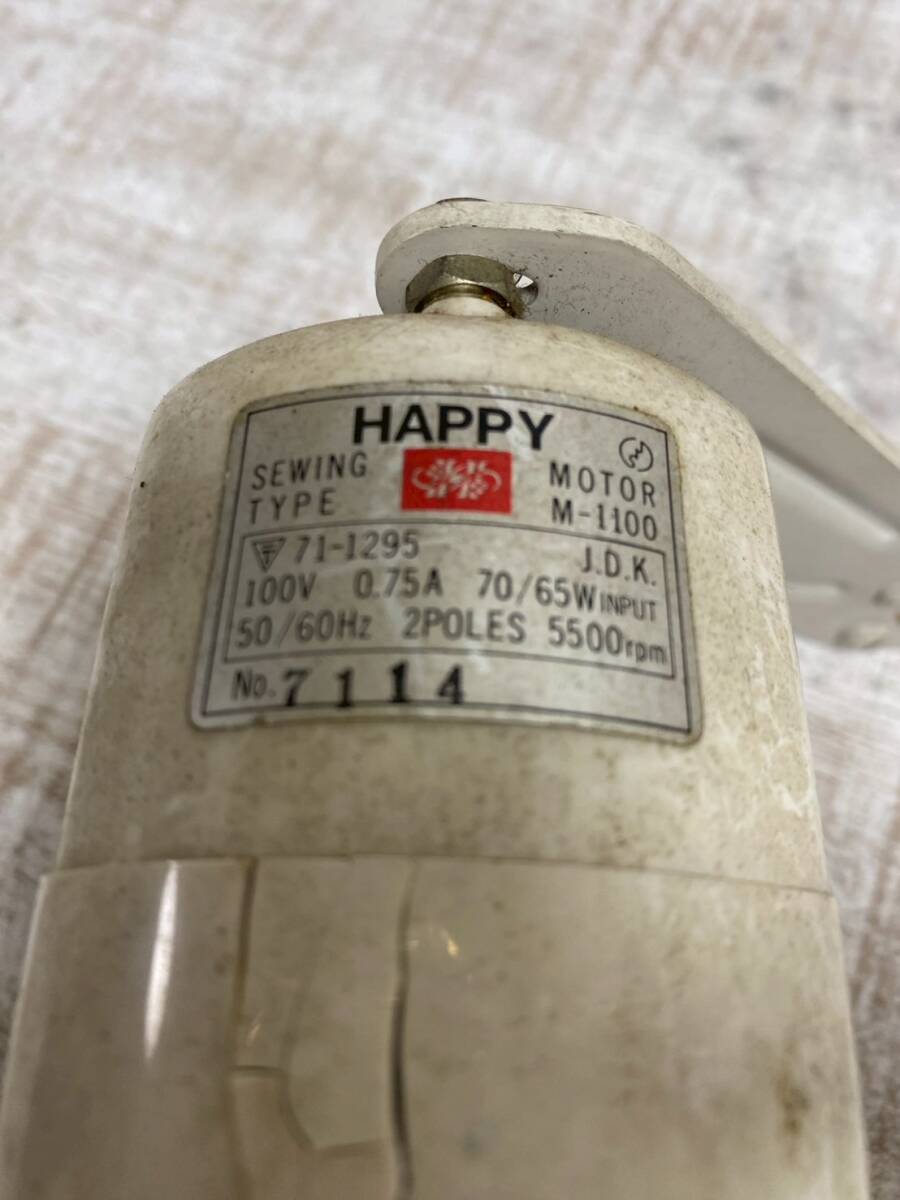 HAPPY
SEWING MOTOR
TYPE M-1100
71-1295 J.D.K.
100V 0.75A 70/65W INPUT
50/60Hz 2POLES 5500rpm
No. 7114